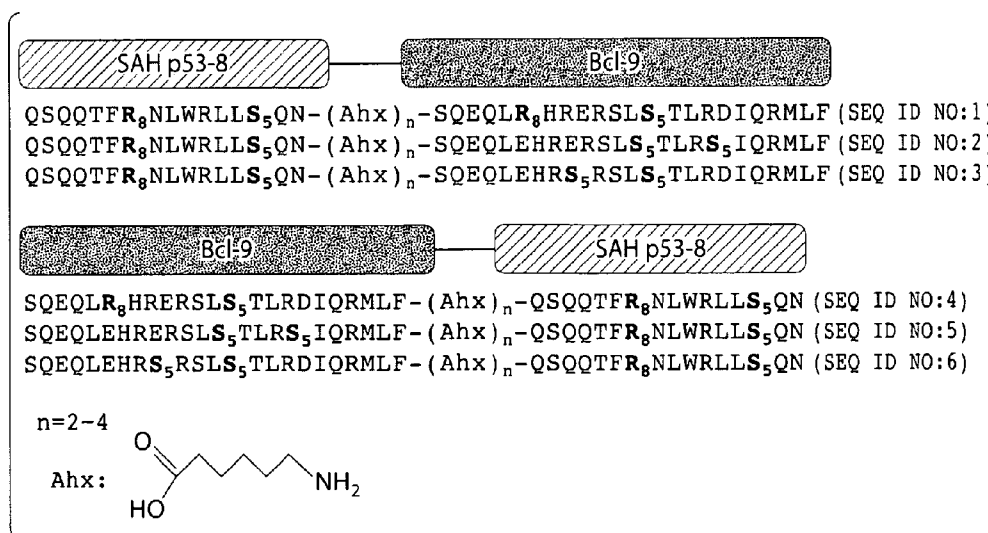 SAH p53-8 Bcl-9
QSQQTFR₈NLWRLLS₅QN-(Ahx)ₙ-SQEQLR₈HRERSLS₅TLRDIQRMLF (SEQ ID NO:1)
QSQQTFR₈NLWRLLS₅QN-(Ahx)ₙ-SQEQLEHRERSLS₅TLRS₅IQRMLF (SEQ ID NO:2)
QSQQTFR₈NLWRLLS₅QN-(Ahx)ₙ-SQEQLEHRS₅RSLS₅TLRDIQRMLF (SEQ ID NO:3)
Bcl-9 SAH p53-8
SQEQLR₈HRERSLS₅TLRDIQRMLF-(Ahx)ₙ-QSQQTFR₈NLWRLLS₅QN (SEQ ID NO:4)
SQEQLEHRERSLS₅TLRS₅IQRMLF-(Ahx)ₙ-QSQQTFR₈NLWRLLS₅QN (SEQ ID NO:5)
SQEQLEHRS₅RSLS₅TLRDIQRMLF-(Ahx)ₙ-QSQQTFR₈NLWRLLS₅QN (SEQ ID NO:6)
n=2-4
O
Ahx:
NH₂
HO